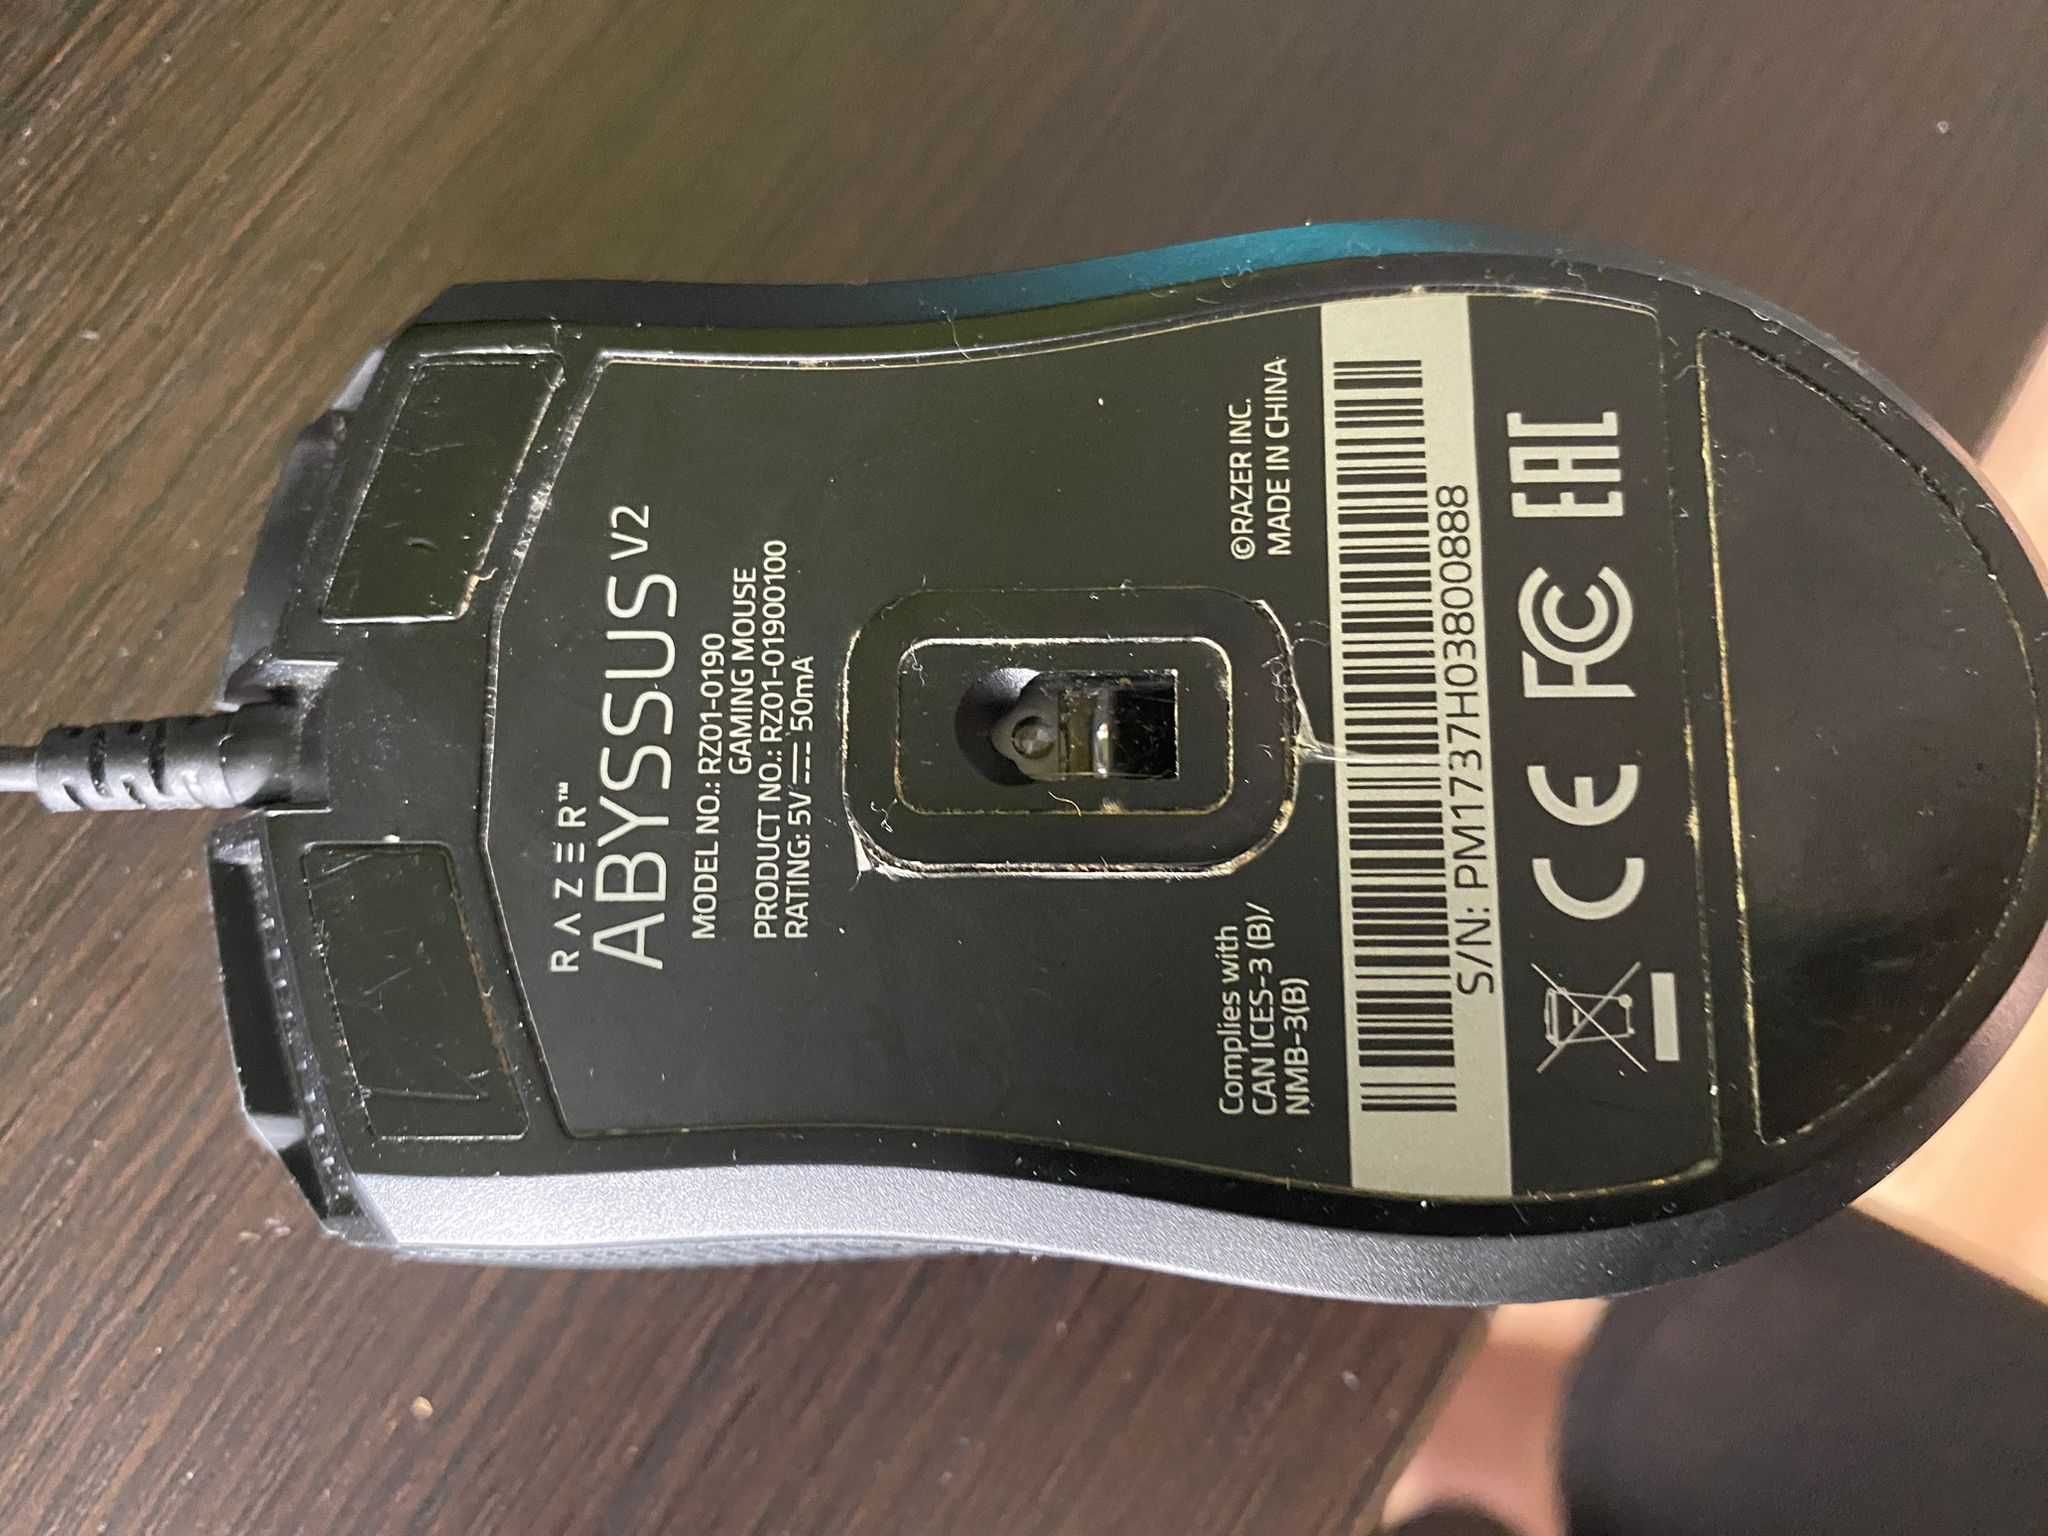 RAZER™
ABYSSUS V2
MODEL NO.: RZ01-0190
GAMING MOUSE
PRODUCT NO.: RZ01-01900100
RATING: 5V⎓50mA
Complies with
CAN ICES-3 (B)/
NMB-3(B)
©RAZER INC.
MADE IN CHINA
S/N: PM1737H03800888
CE FC EAC